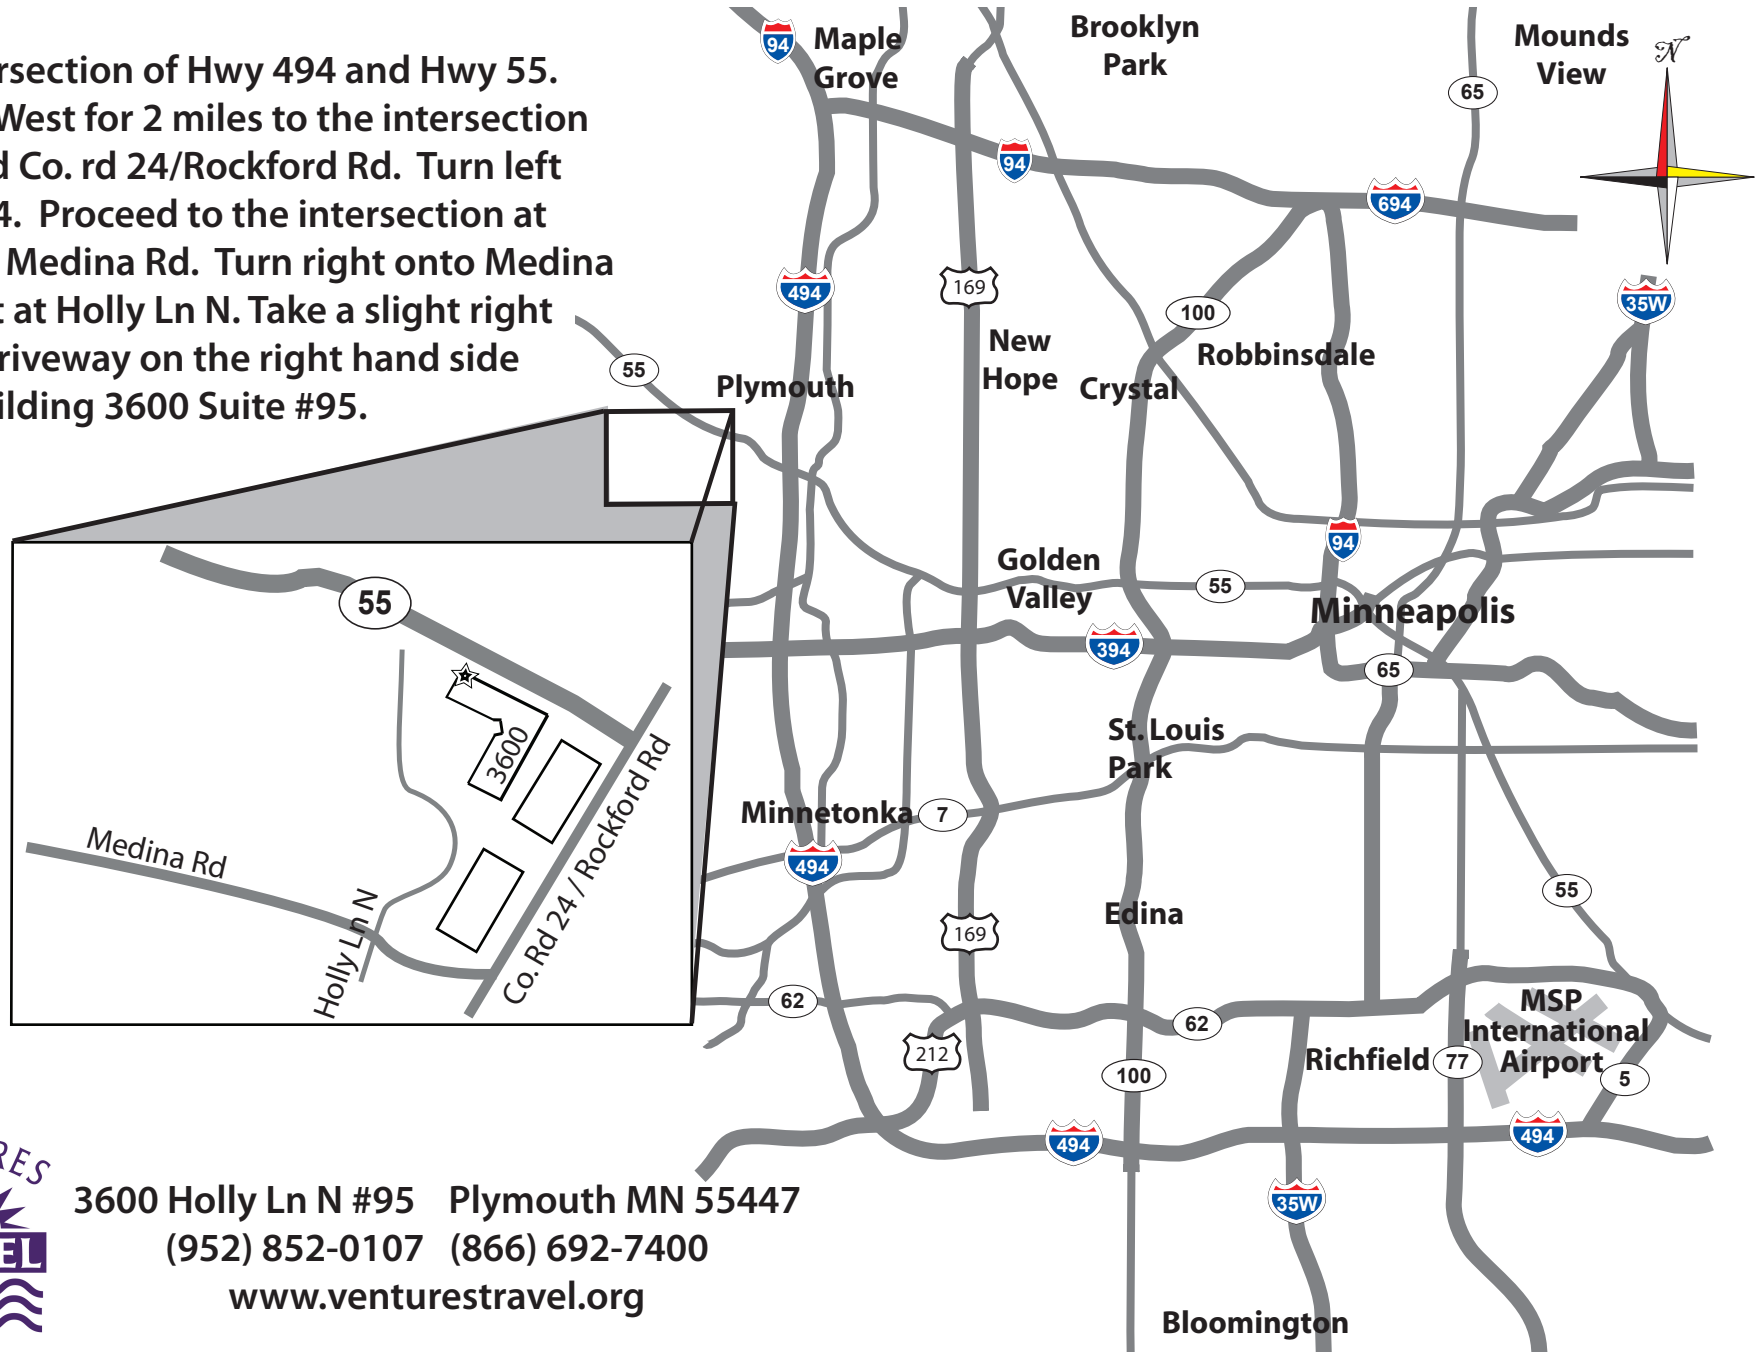 rsection of Hwy 494 and Hwy 55.
West for 2 miles to the intersection
d Co. rd 24/Rockford Rd. Turn left
4. Proceed to the intersection at
Medina Rd. Turn right onto Medina
t at Holly Ln N. Take a slight right
riveway on the right hand side
ilding 3600 Suite #95.
94
Maple
Grove
Brooklyn
Park
65
Mounds
View
N
94
694
494
169
100
35W
55
Plymouth
New
Hope
Crystal
Robbinsdale
94
Golden
Valley
55
Minneapolis
394
65
St. Louis
Park
Minnetonka
7
494
169
Edina
55
62
62
212
100
Richfield
77
MSP
International
Airport
5
494
494
35W
Bloomington
55
3600
Medina Rd
Holly Ln N
Co. Rd 24 / Rockford Rd
RES
EL
3600 Holly Ln N #95 Plymouth MN 55447
(952) 852-0107 (866) 692-7400
www.venturestravel.org